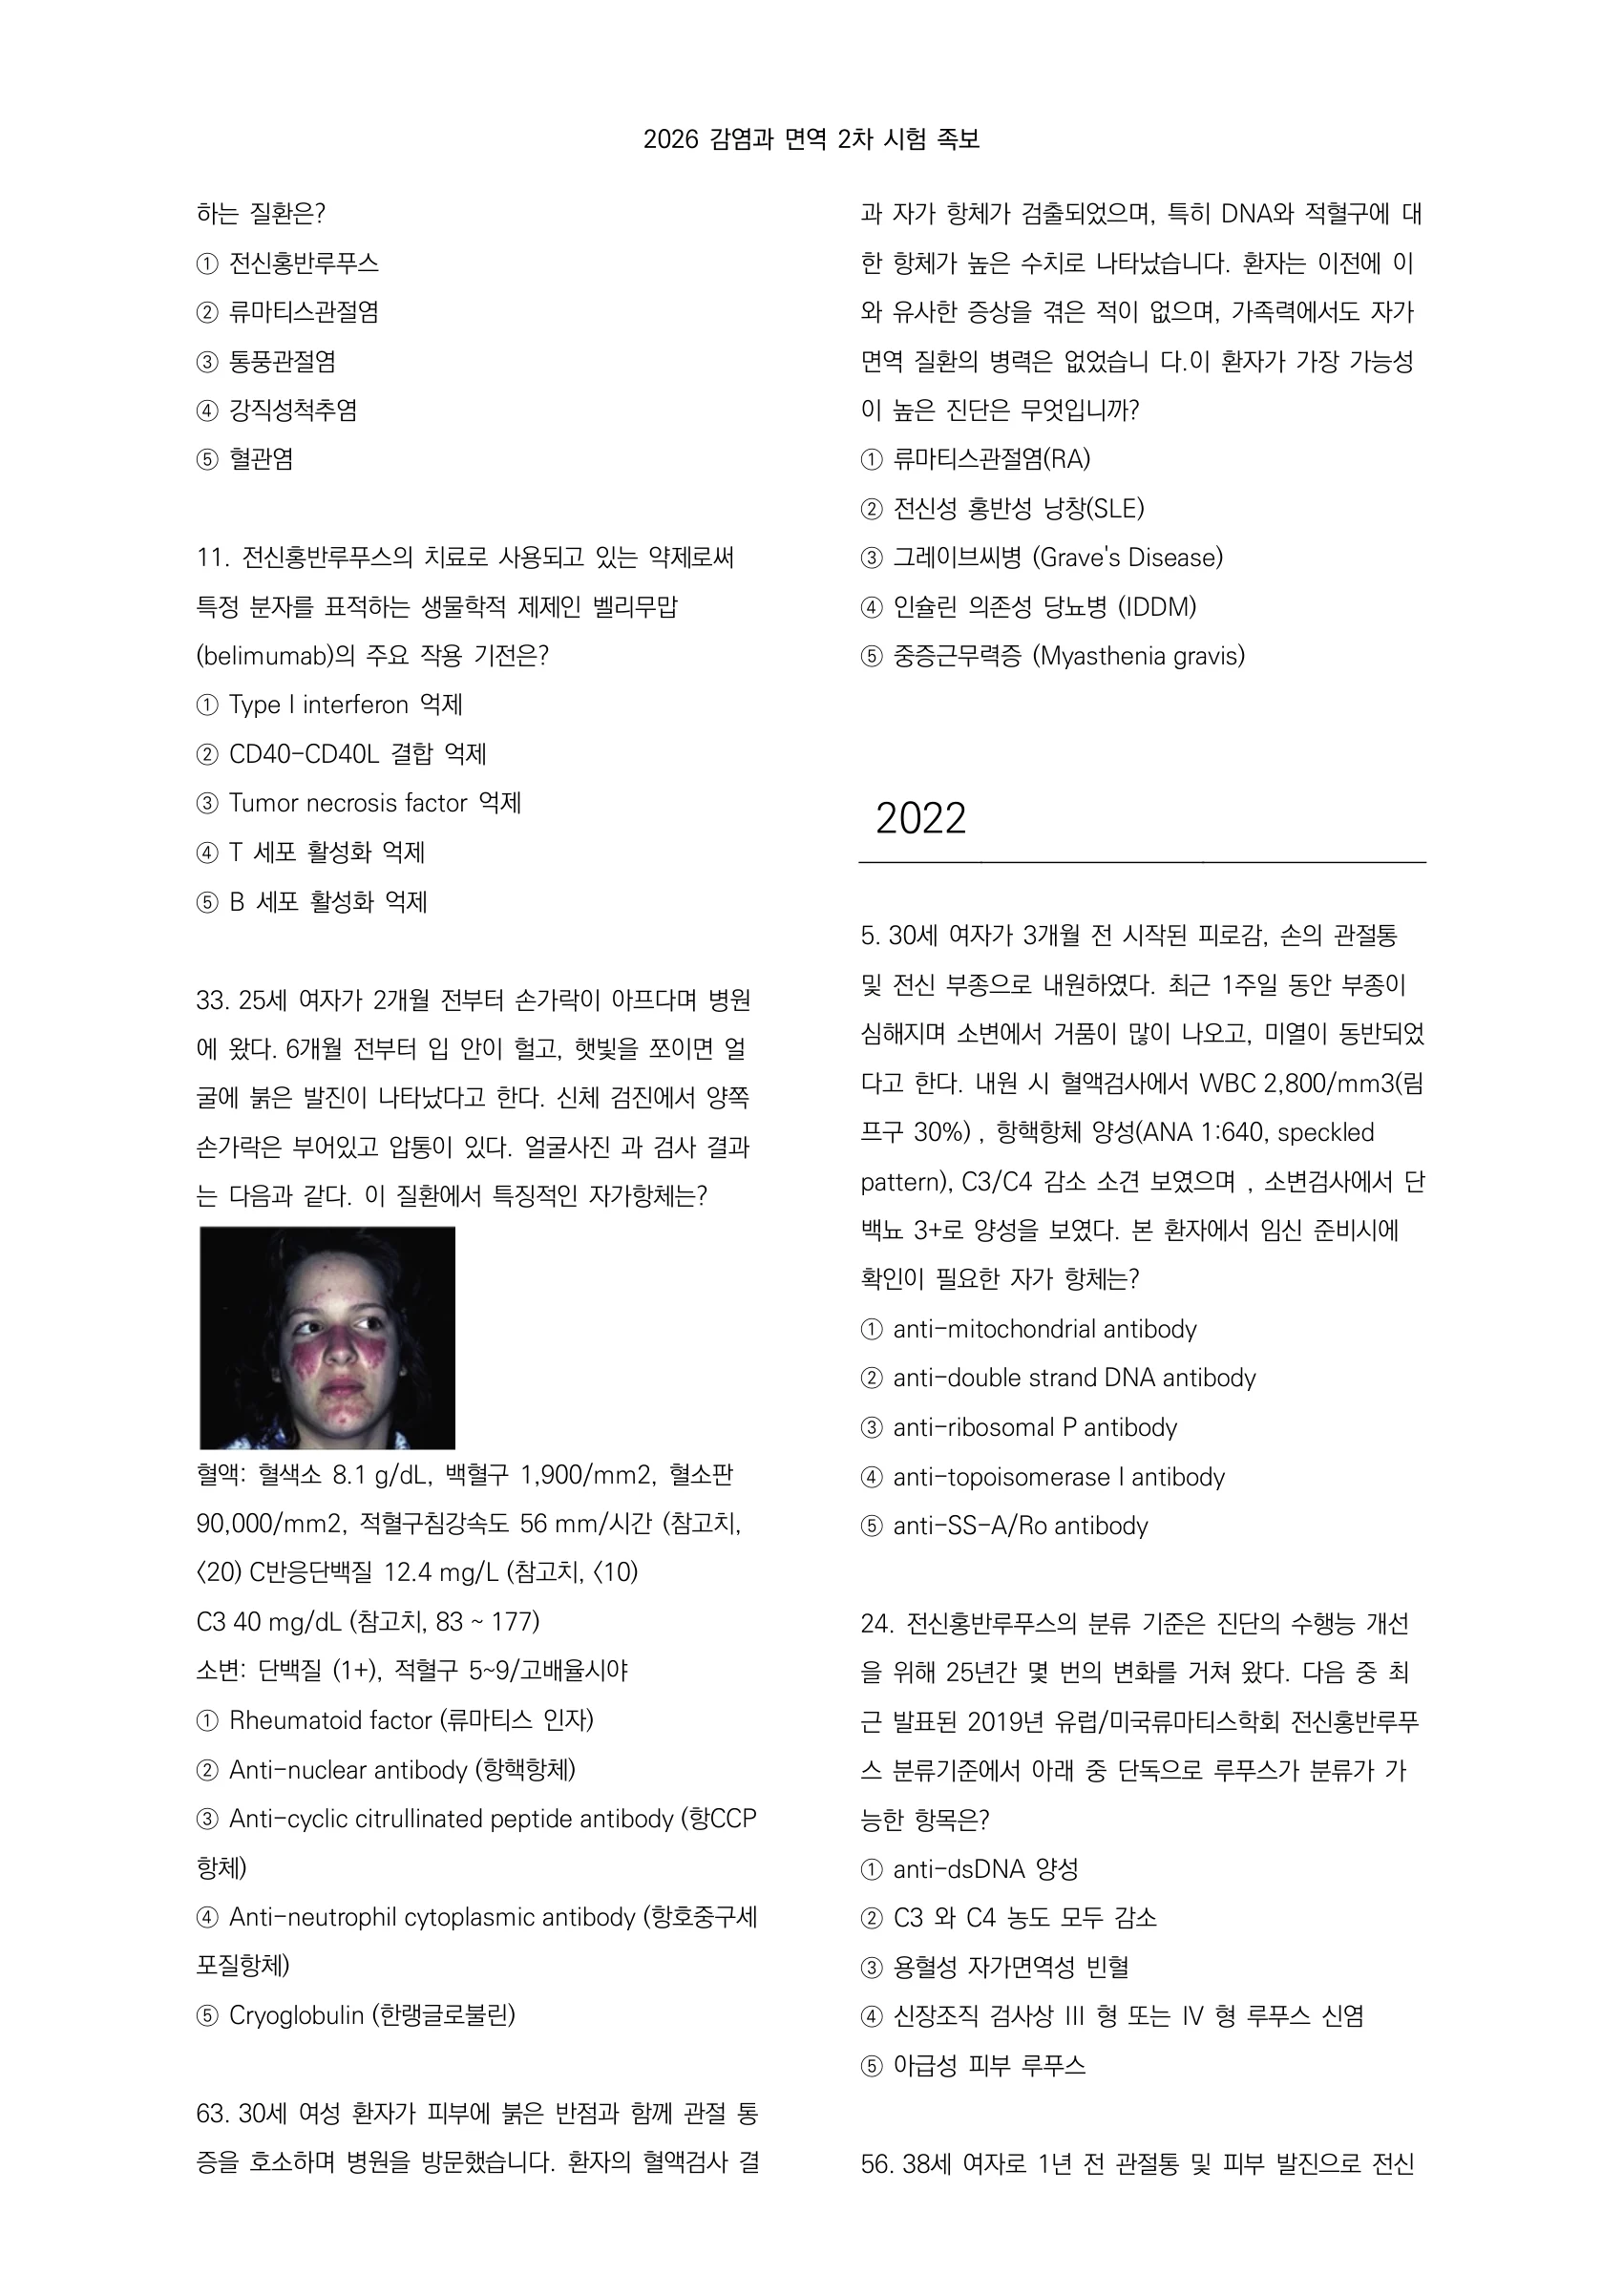 2026 감염과 면역 2차 시험 족보
하는 질환은?
① 전신홍반루푸스
② 류마티스관절염
③ 통풍관절염
④ 강직성척추염
⑤ 혈관염
11. 전신홍반루푸스의 치료로 사용되고 있는 약제로써
특정 분자를 표적하는 생물학적 제제인 벨리무맙
(belimumab)의 주요 작용 기전은?
① Type I interferon 억제
② CD40-CD40L 결합 억제
③ Tumor necrosis factor 억제
④ T 세포 활성화 억제
⑤ B 세포 활성화 억제
33. 25세 여자가 2개월 전부터 손가락이 아프다며 병원
에 왔다. 6개월 전부터 입 안이 헐고, 햇빛을 쪼이면 얼
굴에 붉은 발진이 나타났다고 한다. 신체 검진에서 양쪽
손가락은 부어있고 압통이 있다. 얼굴사진 과 검사 결과
는 다음과 같다. 이 질환에서 특징적인 자가항체는?
혈액: 혈색소 8.1 g/dL, 백혈구 1,900/mm2, 혈소판
90,000/mm2, 적혈구침강속도 56 mm/시간 (참고치,
<20) C반응단백질 12.4 mg/L (참고치, <10)
C3 40 mg/dL (참고치, 83 ~ 177)
소변: 단백질 (1+), 적혈구 5~9/고배율시야
① Rheumatoid factor (류마티스 인자)
② Anti-nuclear antibody (항핵항체)
③ Anti-cyclic citrullinated peptide antibody (항CCP
항체)
④ Anti-neutrophil cytoplasmic antibody (항호중구세
포질항체)
⑤ Cryoglobulin (한랭글로불린)
63. 30세 여성 환자가 피부에 붉은 반점과 함께 관절 통
증을 호소하며 병원을 방문했습니다. 환자의 혈액검사 결
과 자가 항체가 검출되었으며, 특히 DNA와 적혈구에 대
한 항체가 높은 수치로 나타났습니다. 환자는 이전에 이
와 유사한 증상을 겪은 적이 없으며, 가족력에서도 자가
면역 질환의 병력은 없었습니 다.이 환자가 가장 가능성
이 높은 진단은 무엇입니까?
① 류마티스관절염(RA)
② 전신성 홍반성 낭창(SLE)
③ 그레이브씨병 (Grave's Disease)
④ 인슐린 의존성 당뇨병 (IDDM)
⑤ 중증근무력증 (Myasthenia gravis)
2022
5. 30세 여자가 3개월 전 시작된 피로감, 손의 관절통
및 전신 부종으로 내원하였다. 최근 1주일 동안 부종이
심해지며 소변에서 거품이 많이 나오고, 미열이 동반되었
다고 한다. 내원 시 혈액검사에서 WBC 2,800/mm3(림
프구 30%) , 항핵항체 양성(ANA 1:640, speckled
pattern), C3/C4 감소 소견 보였으며 , 소변검사에서 단
백뇨 3+로 양성을 보였다. 본 환자에서 임신 준비시에
확인이 필요한 자가 항체는?
① anti-mitochondrial antibody
② anti-double strand DNA antibody
③ anti-ribosomal P antibody
④ anti-topoisomerase I antibody
⑤ anti-SS-A/Ro antibody
24. 전신홍반루푸스의 분류 기준은 진단의 수행능 개선
을 위해 25년간 몇 번의 변화를 거쳐 왔다. 다음 중 최
근 발표된 2019년 유럽/미국류마티스학회 전신홍반루푸
스 분류기준에서 아래 중 단독으로 루푸스가 분류가 가
능한 항목은?
① anti-dsDNA 양성
② C3 와 C4 농도 모두 감소
③ 용혈성 자가면역성 빈혈
④ 신장조직 검사상 III 형 또는 IV 형 루푸스 신염
⑤ 아급성 피부 루푸스
56. 38세 여자로 1년 전 관절통 및 피부 발진으로 전신